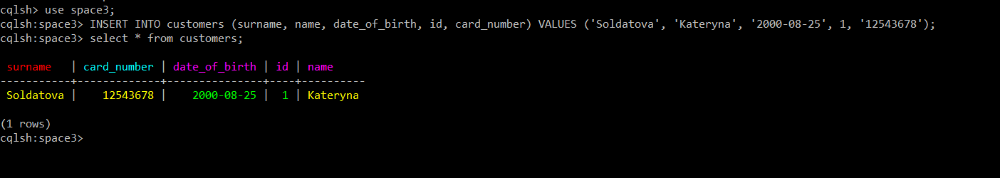 cqlsh> use space3;
cqlsh:space3> INSERT INTO customers (surname, name, date_of_birth, id, card_number) VALUES ('Soldatova', 'Kateryna', '2000-08-25', 1, '12543678');
cqlsh:space3> select * from customers;
surname | card_number | date_of_birth | id | name
-----------+-------------+---------------+----+----------
Soldatova | 12543678 | 2000-08-25 | 1 | Kateryna
(1 rows)
cqlsh:space3>